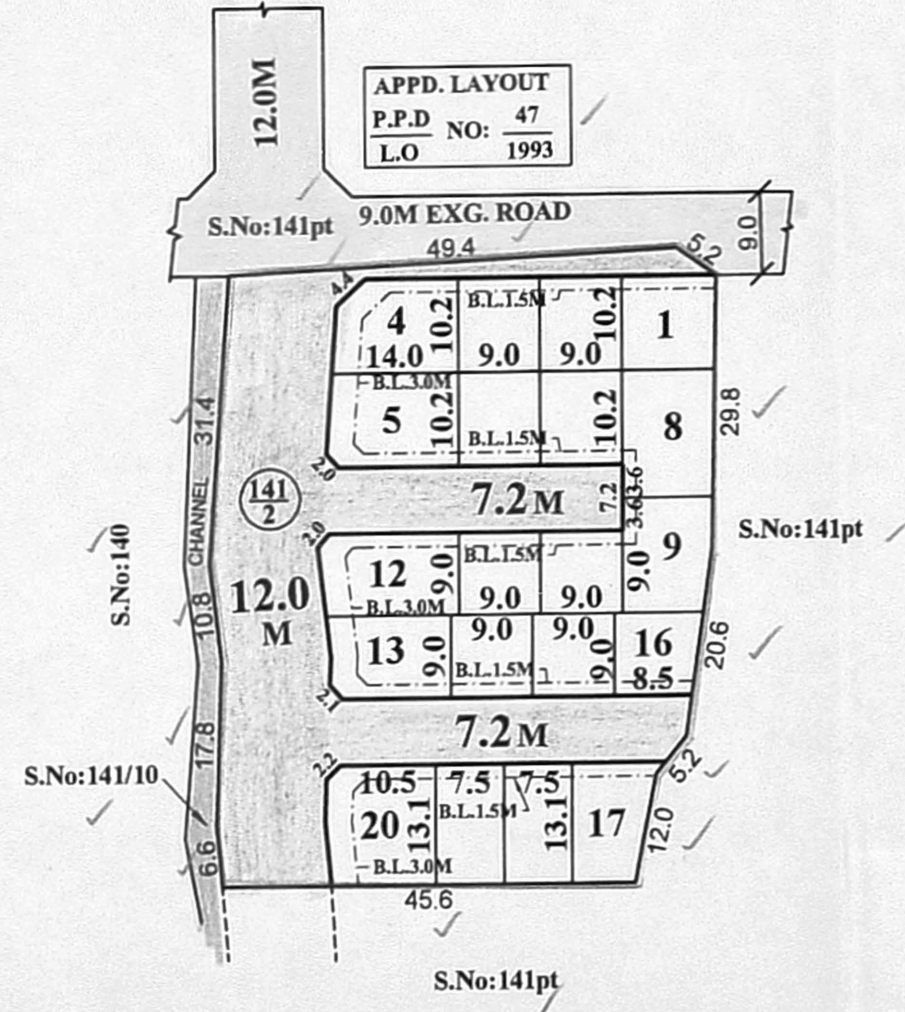 12.0M
APPD. LAYOUT
P.P.D
L.O
NO:
47
1993
S.No:141pt
9.0M EXG. ROAD
49.4
5.2
9.0
4.4
4
10.2
14.0
B.L.1.5M
9.0
10.2
9.0
1
B.L.3.0M
5
10.2
B.L.1.5M
10.2
8
29.8
31.4
CHANNEL
10.8
17.8
6.6
2.0
141
2
7.2 M
7.2
3.6
3.6
S.No:140
S.No:141pt
2.0
12.0
M
12
9.0
B.L.1.5M
9.0
9.0
9.0
9
B.L.3.0M
13
9.0
9.0
9.0
B.L.1.5M
9.0
16
8.5
20.6
2.1
7.2 M
2.2
5.2
S.No:141/10
10.5
7.5
7.5
B.L.1.5M
20
13.1
13.1
17
12.0
B.L.3.0M
45.6
S.No:141pt